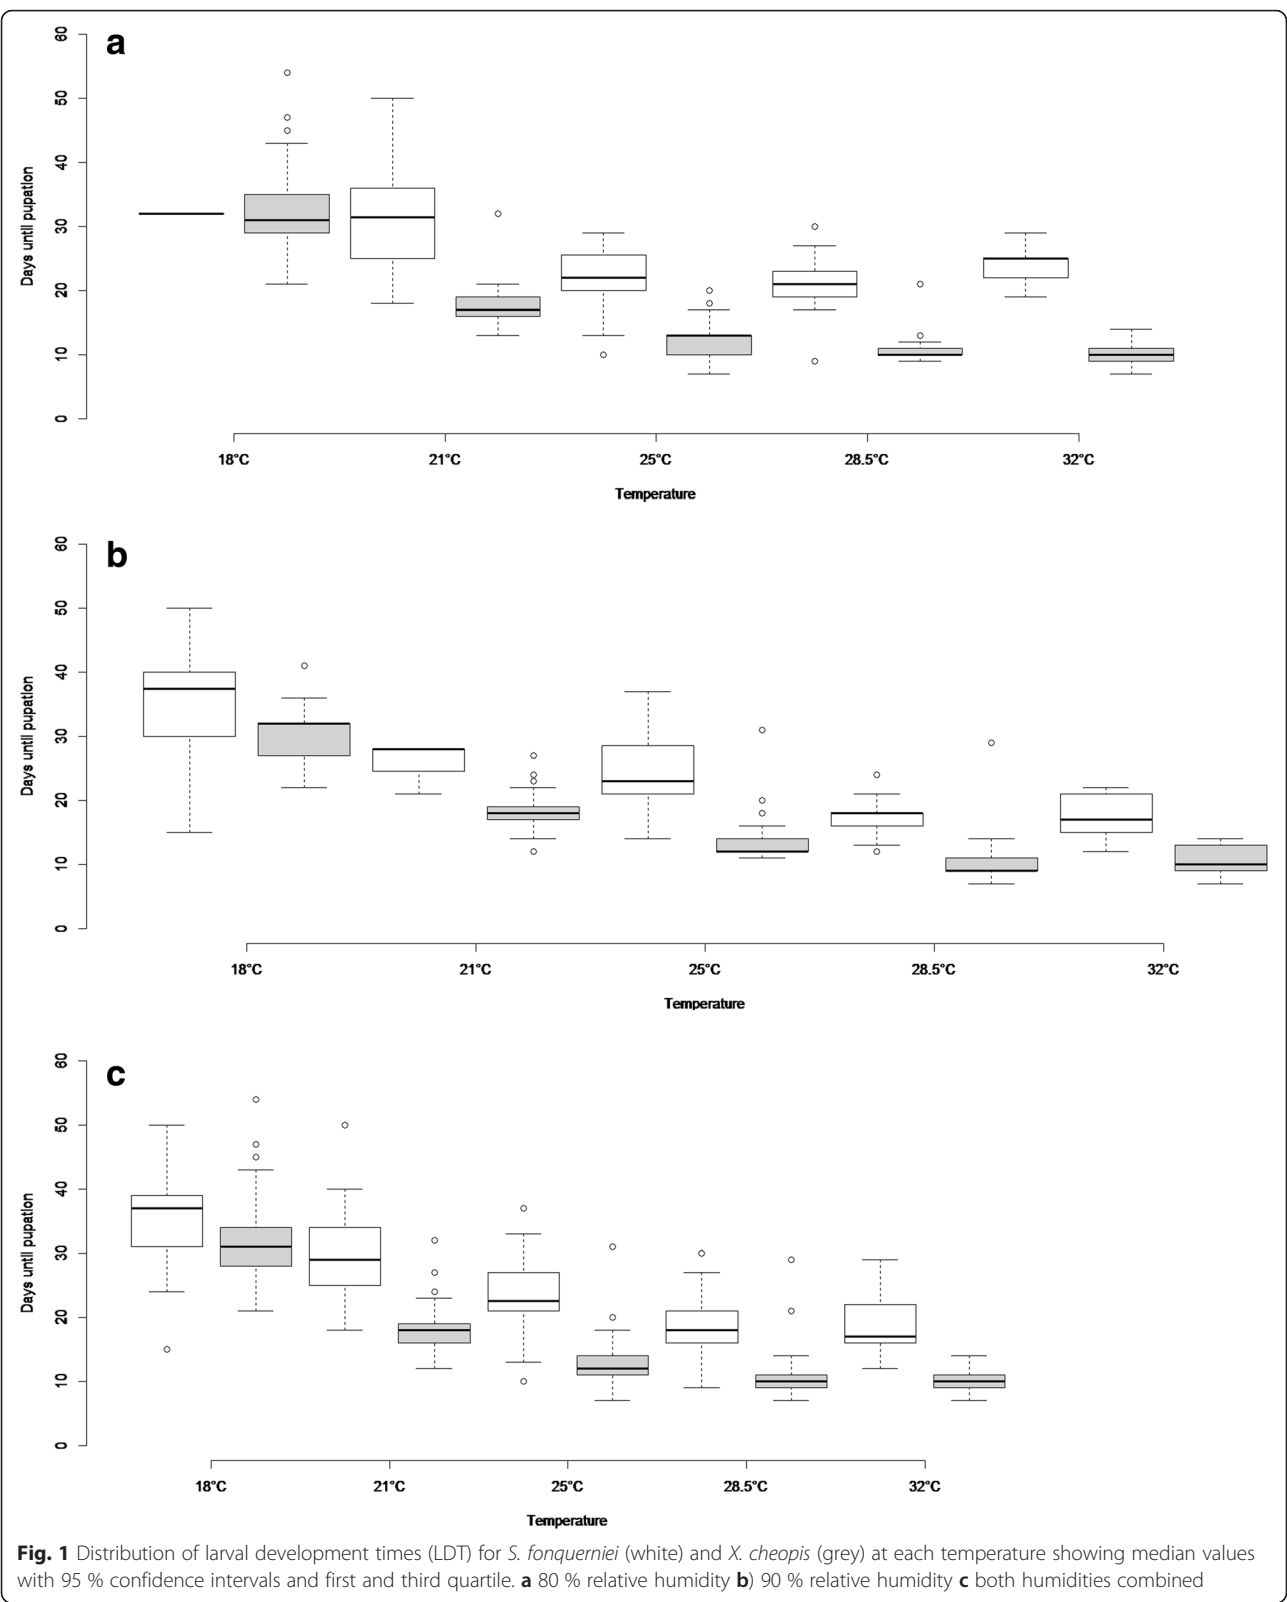 a
60
50
40
30
20
10
0
Days until pupation
18°C 21°C 25°C 28.5°C 32°C
Temperature
b
60
50
40
30
20
10
0
Days until pupation
18°C 21°C 25°C 28.5°C 32°C
Temperature
c
60
50
40
30
20
10
0
Days until pupation
18°C 21°C 25°C 28.5°C 32°C
Temperature
Fig. 1 Distribution of larval development times (LDT) for S. fonquerniei (white) and X. cheopis (grey) at each temperature showing median values
with 95 % confidence intervals and first and third quartile. a 80 % relative humidity b) 90 % relative humidity c both humidities combined